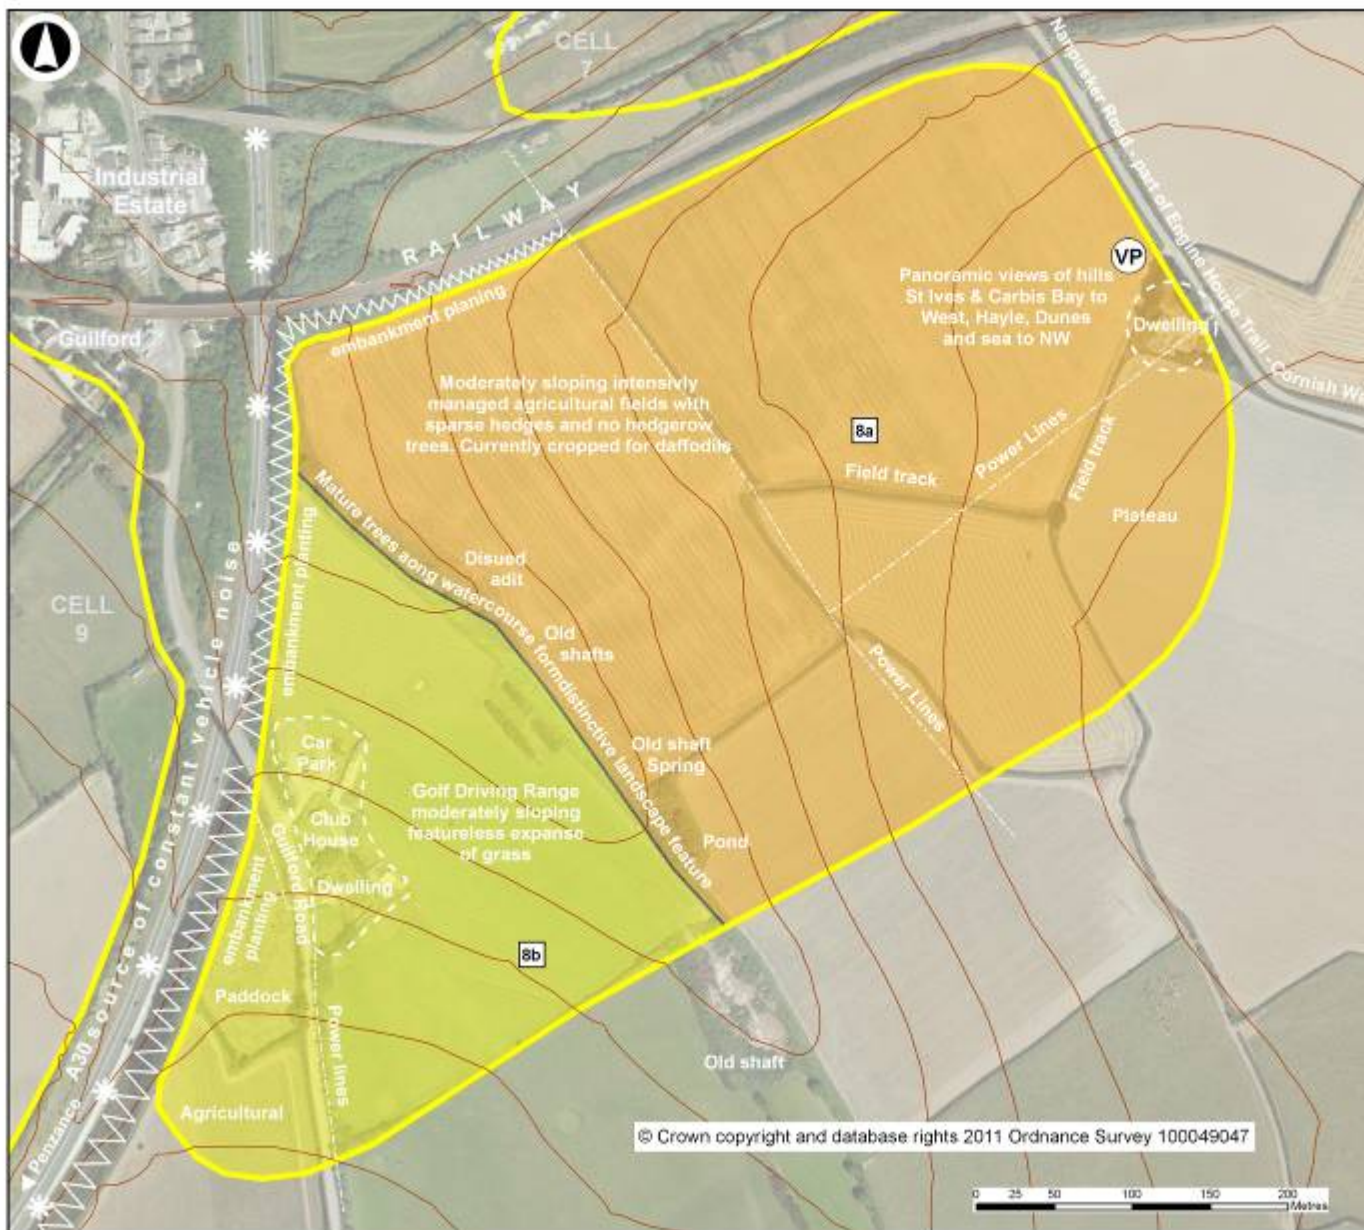 CELL
7
Nanpusker Road - part of Engine House Trail - Cornish W
Industrial
Estate
RAILWAY
VP
Panoramic views of hills
St Ives & Carbis Bay to
West, Hayle, Dunes
and sea to NW
Dwelling
embankment planing
Guilford
Moderately sloping intensivly
managed agricultural fields with
sparse hedges and no hedgerow
trees. Currently cropped for daffodils
8a
Power Lines
Field track
Field track
Plateau
Mature trees aong watercourse formdistinctive landscape feature
embankment planting
Disued
adit
CELL
9
Old
shafts
Power Lines
Car
Park
Old shaft
Spring
Golf Driving Range
moderately sloping
featureless expanse
of grass
Club
House
Pond
Guilford Road
Dwelling
embankment
planting
8b
Paddock
Power lines
Old shaft
Agricultural
Penzance A30 source of constant vehicle noise
© Crown copyright and database rights 2011 Ordnance Survey 100049047
0 25 50 100 150 200
Metres